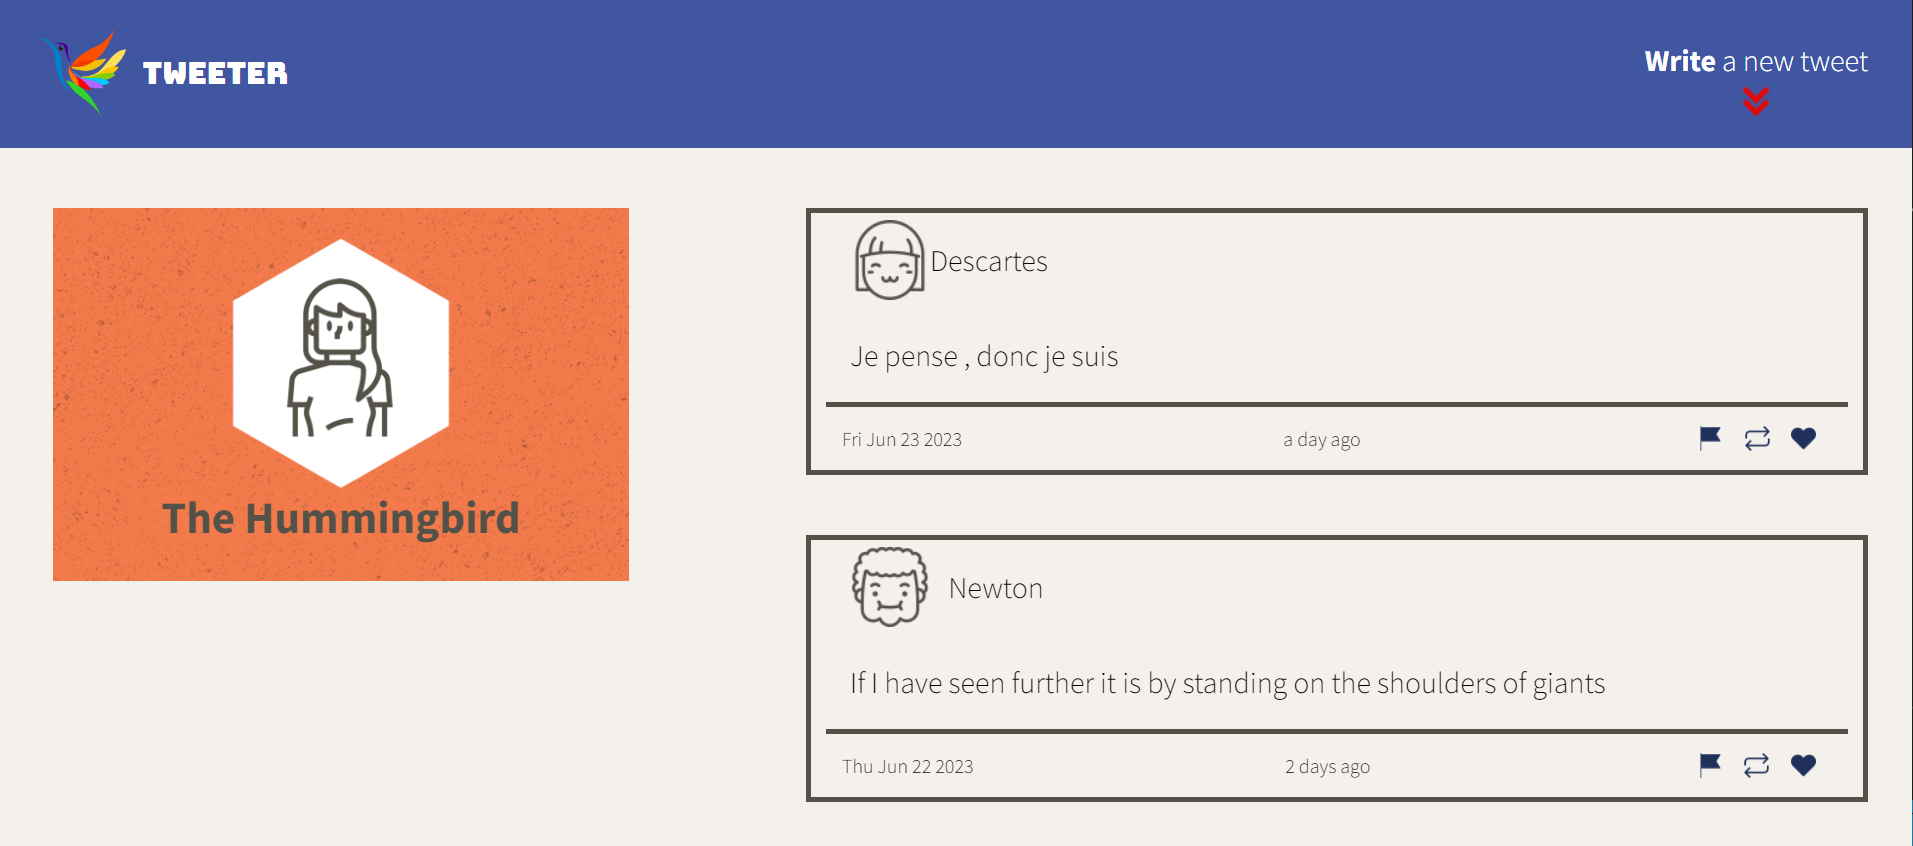 TWEETER
Write a new tweet
The Hummingbird
Descartes
Je pense , donc je suis
Fri Jun 23 2023
a day ago
Newton
If I have seen further it is by standing on the shoulders of giants
Thu Jun 22 2023
2 days ago